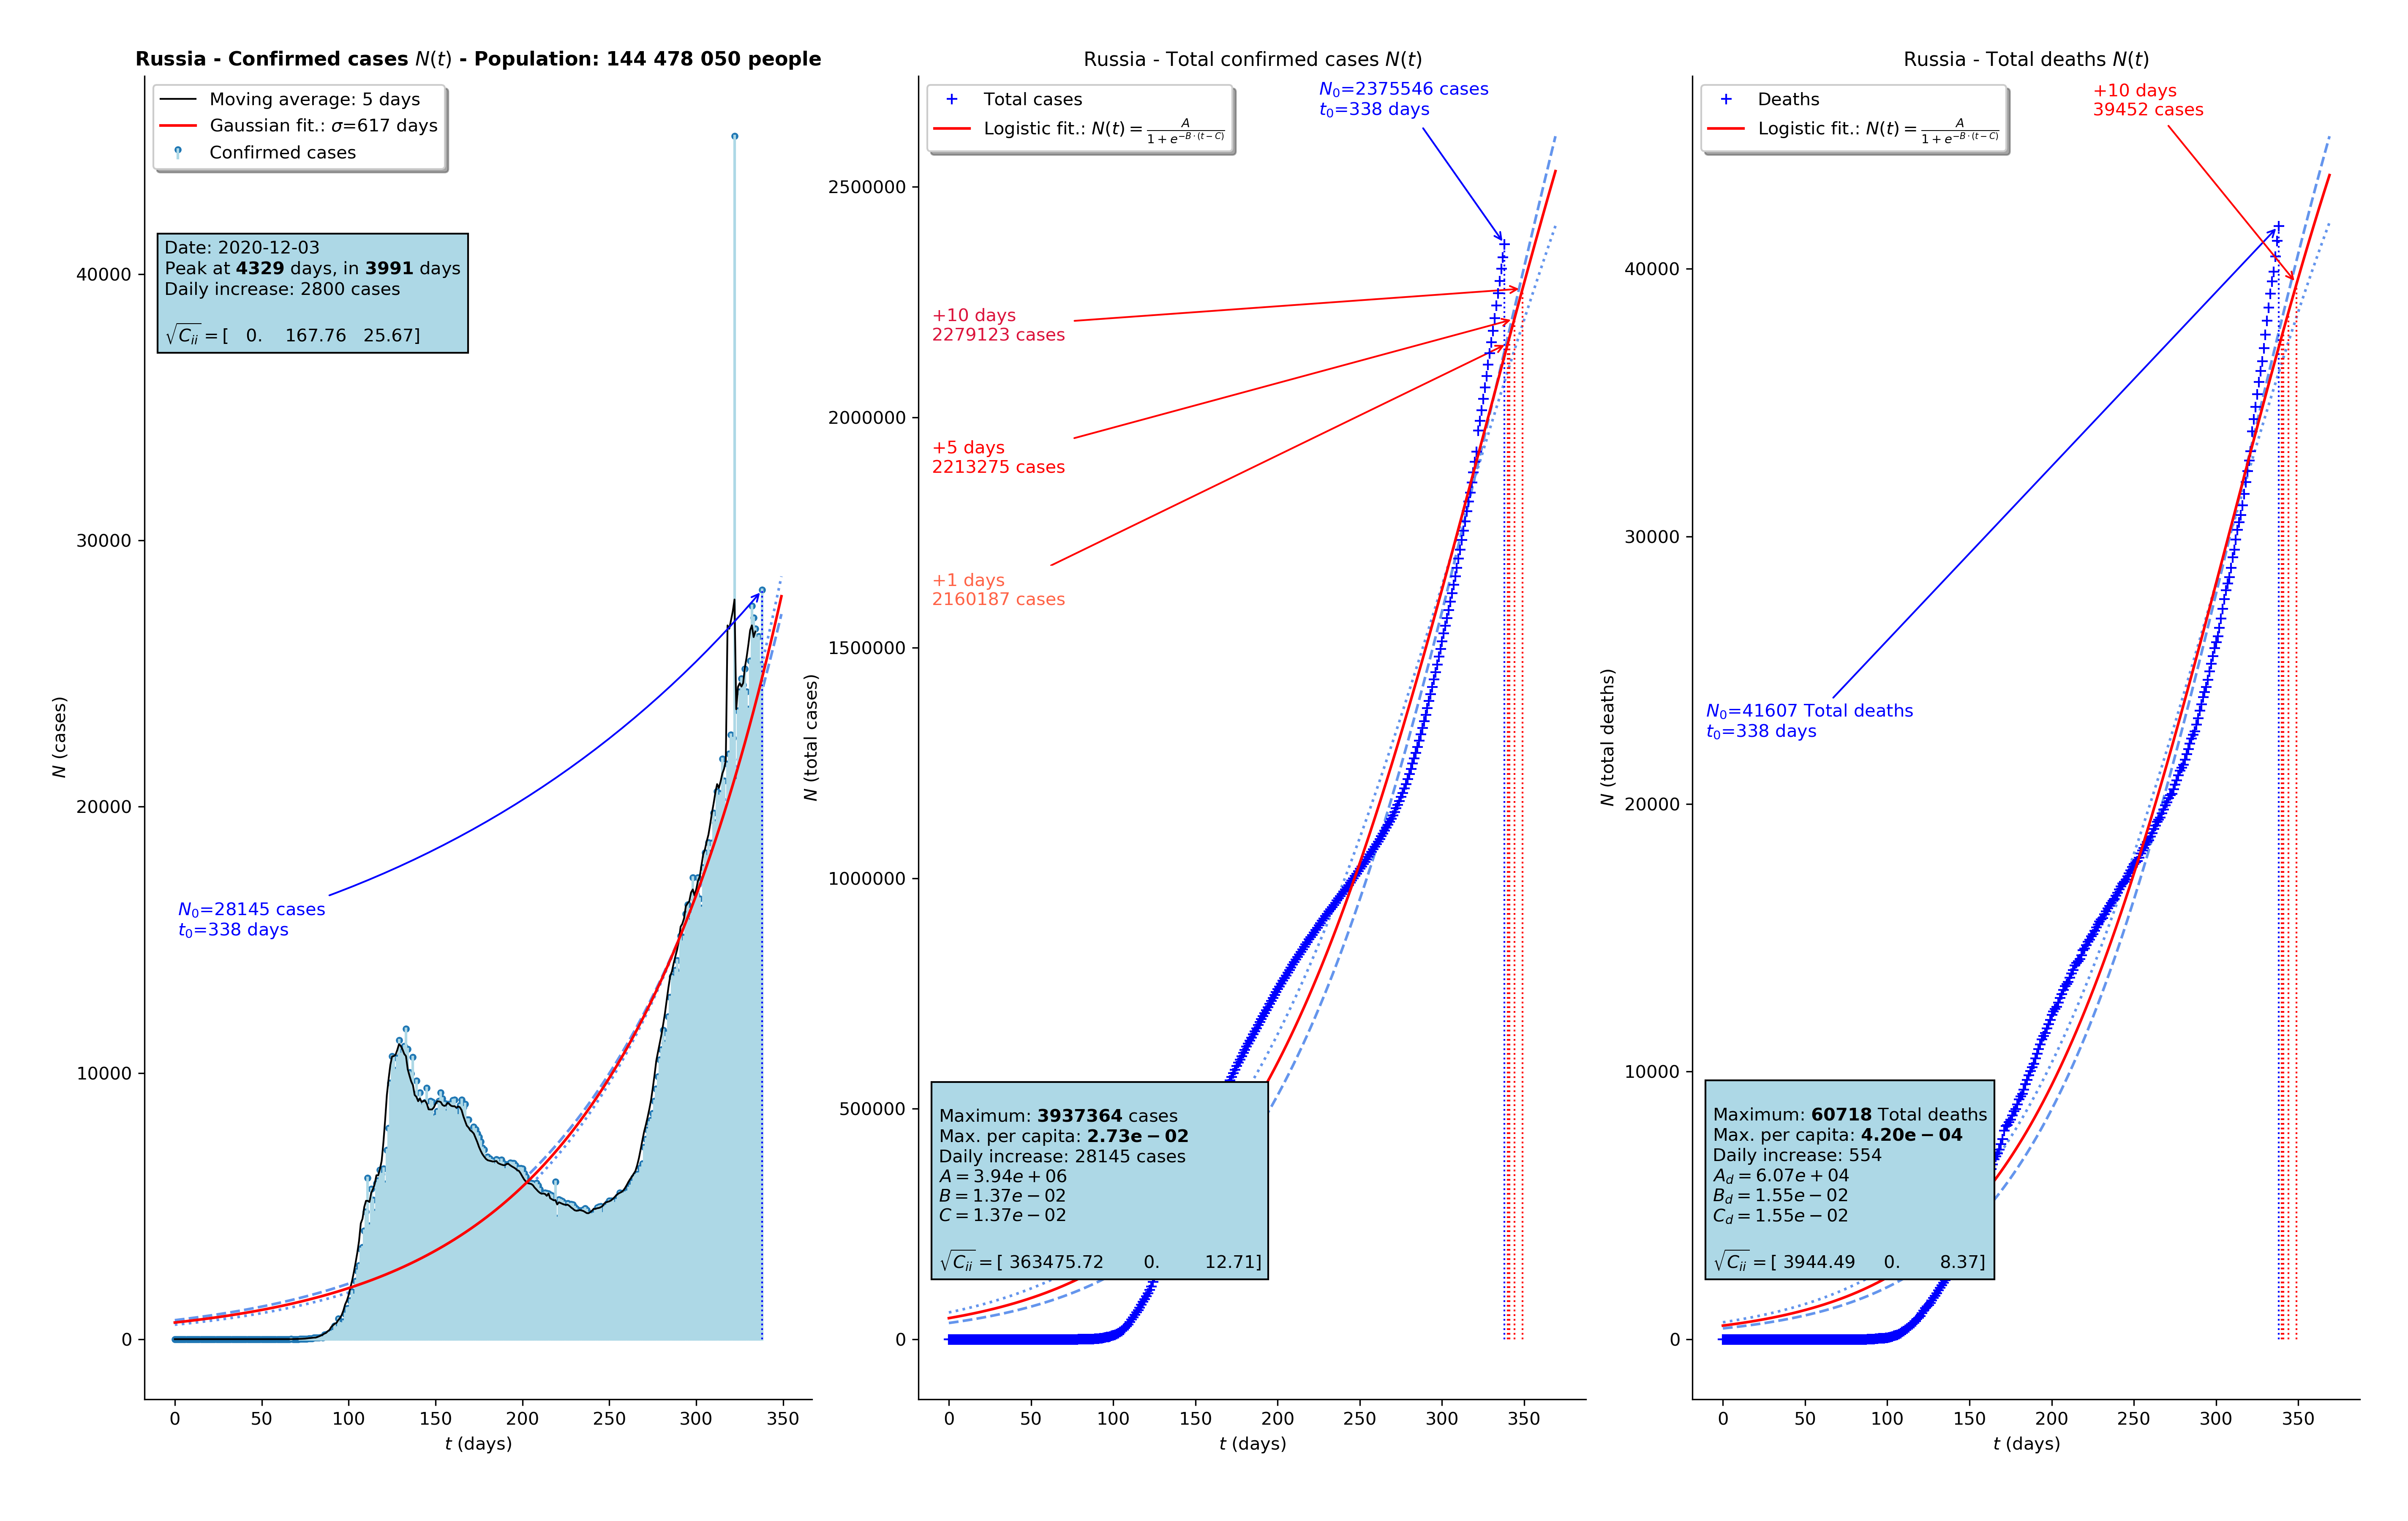 Russia - Confirmed cases N(t) - Population: 144 478 050 people
Moving average: 5 days
Gaussian fit.: σ=617 days
Confirmed cases
Date: 2020-12-03
Peak at 4329 days, in 3991 days
Daily increase: 2800 cases
√C_ii = [ 0. 167.76 25.67]
N₀=28145 cases
t₀=338 days
N (cases)
40000
30000
20000
10000
0
0 50 100 150 200 250 300 350
t (days)
Russia - Total confirmed cases N(t)
Total cases
Logistic fit.: N(t) = A / (1 + e^(−B·(t−C)))
N₀=2375546 cases
t₀=338 days
+10 days
2279123 cases
+5 days
2213275 cases
+1 days
2160187 cases
Maximum: 3937364 cases
Max. per capita: 2.73e − 02
Daily increase: 28145 cases
A = 3.94e + 06
B = 1.37e − 02
C = 1.37e − 02
√C_ii = [ 363475.72 0. 12.71]
N (total cases)
2500000
2000000
1500000
1000000
500000
0
0 50 100 150 200 250 300 350
t (days)
Russia - Total deaths N(t)
Deaths
Logistic fit.: N(t) = A / (1 + e^(−B·(t−C)))
+10 days
39452 cases
N₀=41607 Total deaths
t₀=338 days
Maximum: 60718 Total deaths
Max. per capita: 4.20e − 04
Daily increase: 554
A_d = 6.07e + 04
B_d = 1.55e − 02
C_d = 1.55e − 02
√C_ii = [ 3944.49 0. 8.37]
N (total deaths)
40000
30000
20000
10000
0
0 50 100 150 200 250 300 350
t (days)